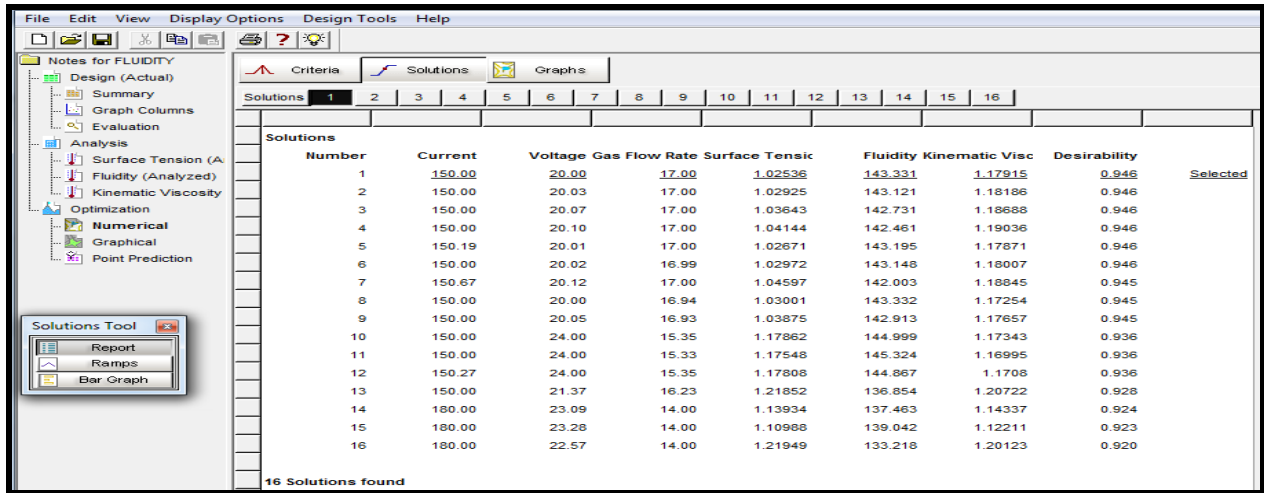 File Edit View Display Options Design Tools Help
Notes for FLUIDITY
Design (Actual)
Summary
Graph Columns
Evaluation
Analysis
Surface Tension (A
Fluidity (Analyzed)
Kinematic Viscosity
Optimization
Numerical
Graphical
Point Prediction
Solutions Tool
Report
Ramps
Bar Graph
Criteria Solutions Graphs
Solutions 1 2 3 4 5 6 7 8 9 10 11 12 13 14 15 16
Solutions
Number Current Voltage Gas Flow Rate Surface Tensic Fluidity Kinematic Visc Desirability
1 150.00 20.00 17.00 1.02536 143.331 1.17915 0.946 Selected
2 150.00 20.03 17.00 1.02925 143.121 1.18186 0.946
3 150.00 20.07 17.00 1.03643 142.731 1.18688 0.946
4 150.00 20.10 17.00 1.04144 142.461 1.19036 0.946
5 150.19 20.01 17.00 1.02671 143.195 1.17871 0.946
6 150.00 20.02 16.99 1.02972 143.148 1.18007 0.946
7 150.67 20.12 17.00 1.04597 142.003 1.18845 0.945
8 150.00 20.00 16.94 1.03001 143.332 1.17254 0.945
9 150.00 20.05 16.93 1.03875 142.913 1.17657 0.945
10 150.00 24.00 15.35 1.17862 144.999 1.17343 0.936
11 150.00 24.00 15.33 1.17548 145.324 1.16995 0.936
12 150.27 24.00 15.35 1.17808 144.867 1.1708 0.936
13 150.00 21.37 16.23 1.21852 136.854 1.20722 0.928
14 180.00 23.09 14.00 1.13934 137.463 1.14337 0.924
15 180.00 23.28 14.00 1.10988 139.042 1.12211 0.923
16 180.00 22.57 14.00 1.21949 133.218 1.20123 0.920
16 Solutions found